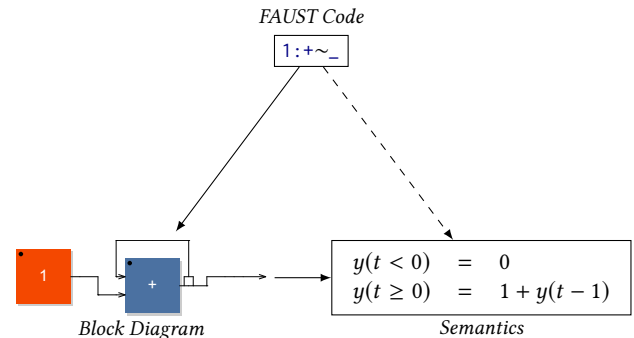 FAUST Code
1:+~_
1
+
y(t < 0) = 0
y(t ≥ 0) = 1 + y(t − 1)
Block Diagram
Semantics